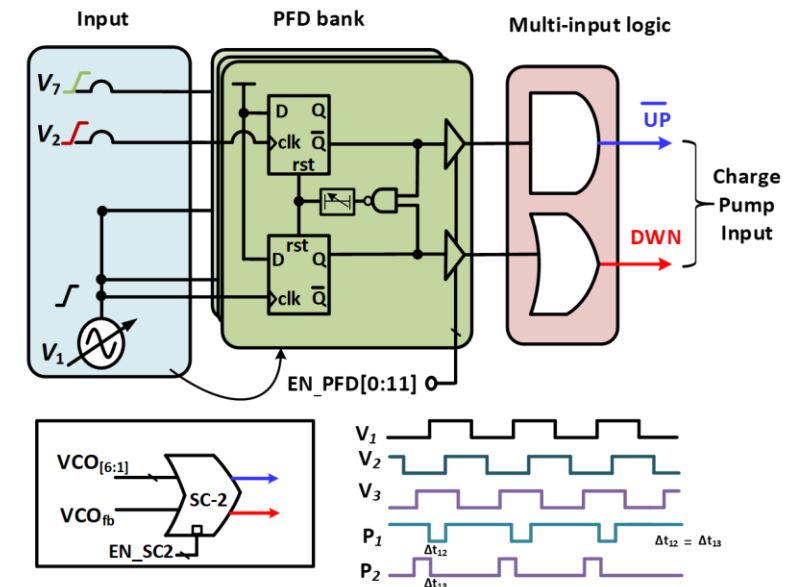 Input
PFD bank
Multi-input logic
V7
V2
V1
D Q
clk Q̅
rst
rst
D Q
clk Q̅
U̅P̅
DWN
Charge
Pump
Input
EN_PFD[0:11]
VCO[6:1]
VCOfb
SC-2
EN_SC2
V1
V2
V3
P1
Δt12
Δt12 = Δt13
P2
Δt13